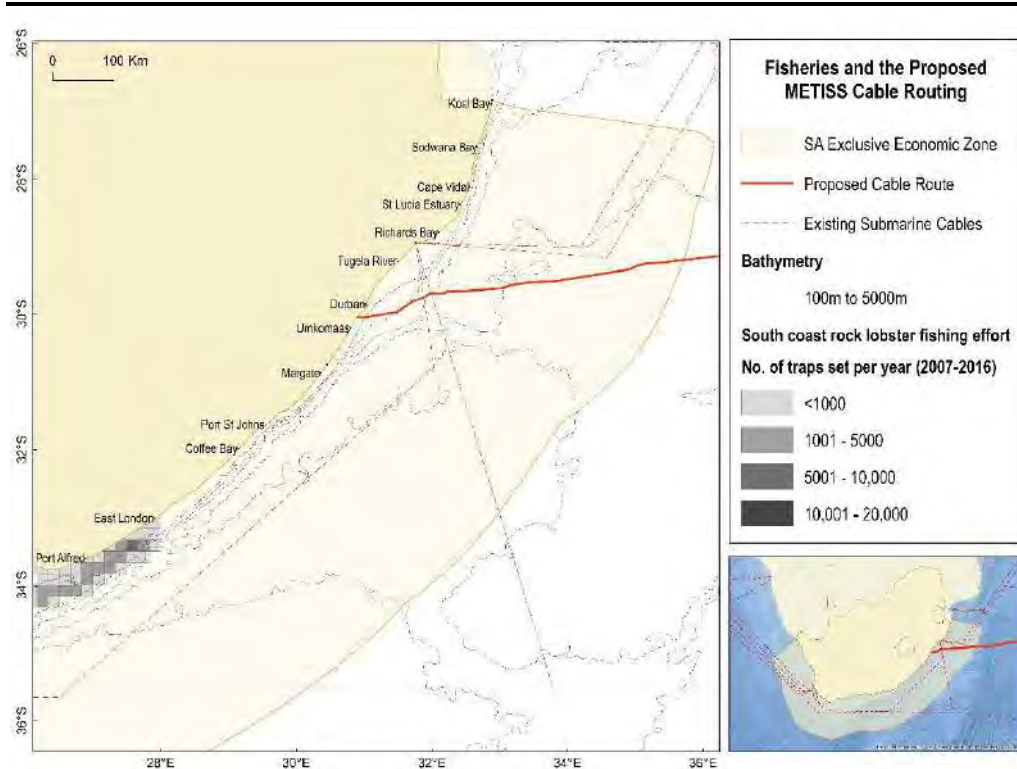 26°S
28°S
30°S
32°S
34°S
36°S
0 100 Km
Kosi Bay
Sodwana Bay
Cape Vidal
St Lucia Estuary
Richards Bay
Tugela River
Durban
Umkomaas
Margate
Port St Johns
Coffee Bay
East London
Port Alfred
28°E 30°E 32°E 34°E 36°E
Fisheries and the Proposed
METISS Cable Routing
SA Exclusive Economic Zone
Proposed Cable Route
Existing Submarine Cables
Bathymetry
100m to 5000m
South coast rock lobster fishing effort
No. of traps set per year (2007-2016)
<1000
1001 - 5000
5001 - 10,000
10,001 - 20,000